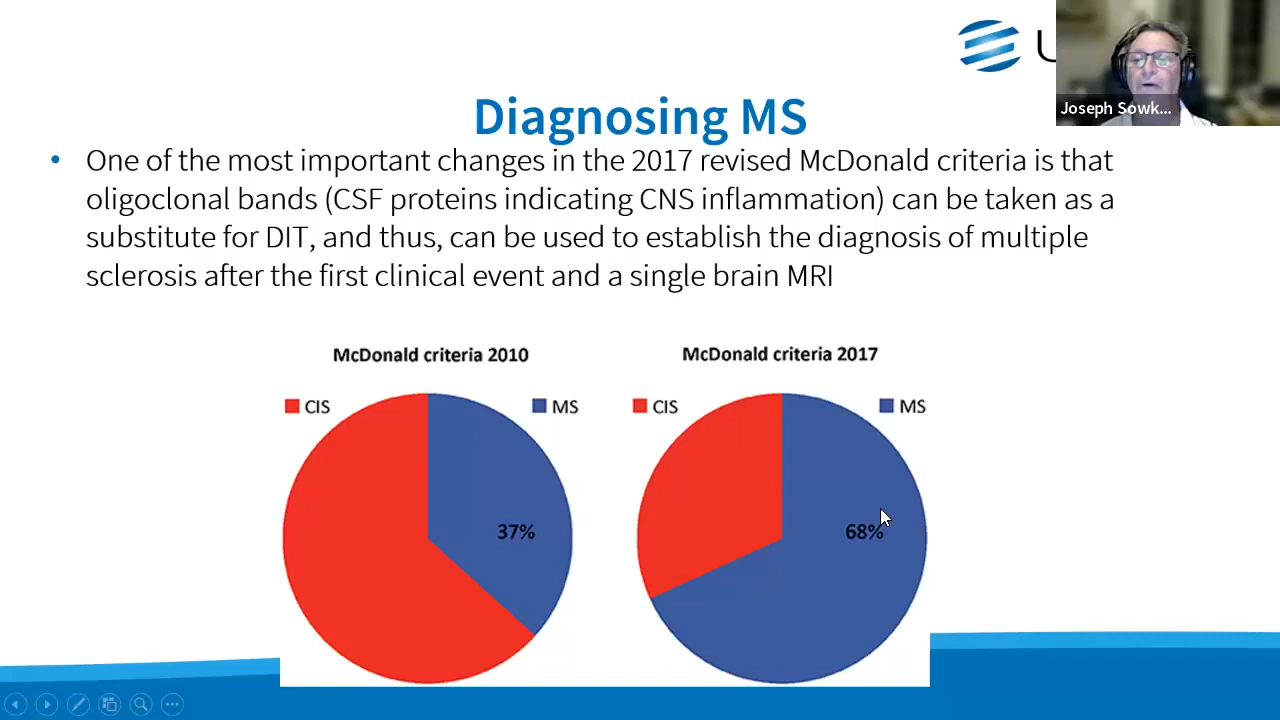 U
Joseph Sowk...
Diagnosing MS
• One of the most important changes in the 2017 revised McDonald criteria is that
oligoclonal bands (CSF proteins indicating CNS inflammation) can be taken as a
substitute for DIT, and thus, can be used to establish the diagnosis of multiple
sclerosis after the first clinical event and a single brain MRI
McDonald criteria 2010
CIS
MS
37%
McDonald criteria 2017
CIS
MS
68%